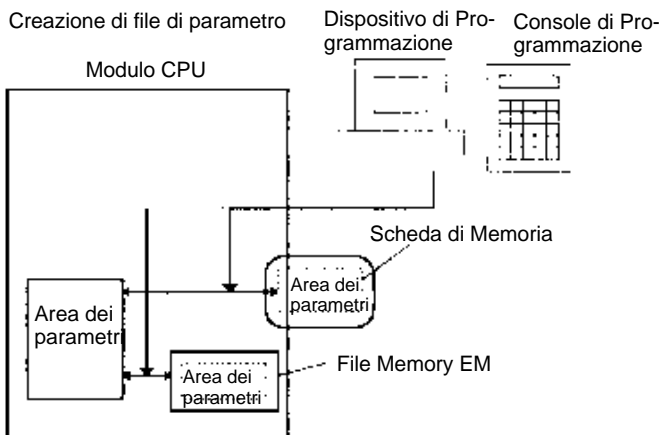 Creazione di file di parametro
Dispositivo di Pro-
grammazione
Console di Pro-
grammazione
Modulo CPU
Scheda di Memoria
Area dei
parametri
Area dei
parametri
File Memory EM
Area dei
parametri